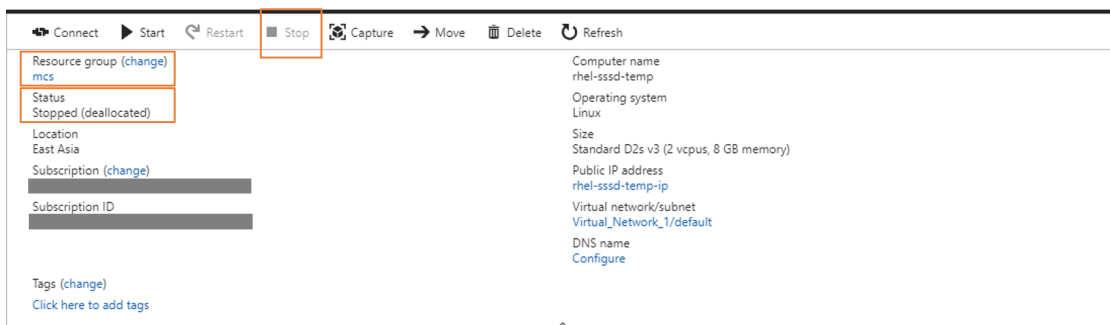 Connect Start Restart Stop Capture Move Delete Refresh
Resource group (change)
mcs
Status
Stopped (deallocated)
Location
East Asia
Subscription (change)
Subscription ID
Tags (change)
Click here to add tags
Computer name
rhel-sssd-temp
Operating system
Linux
Size
Standard D2s v3 (2 vcpus, 8 GB memory)
Public IP address
rhel-sssd-temp-ip
Virtual network/subnet
Virtual_Network_1/default
DNS name
Configure